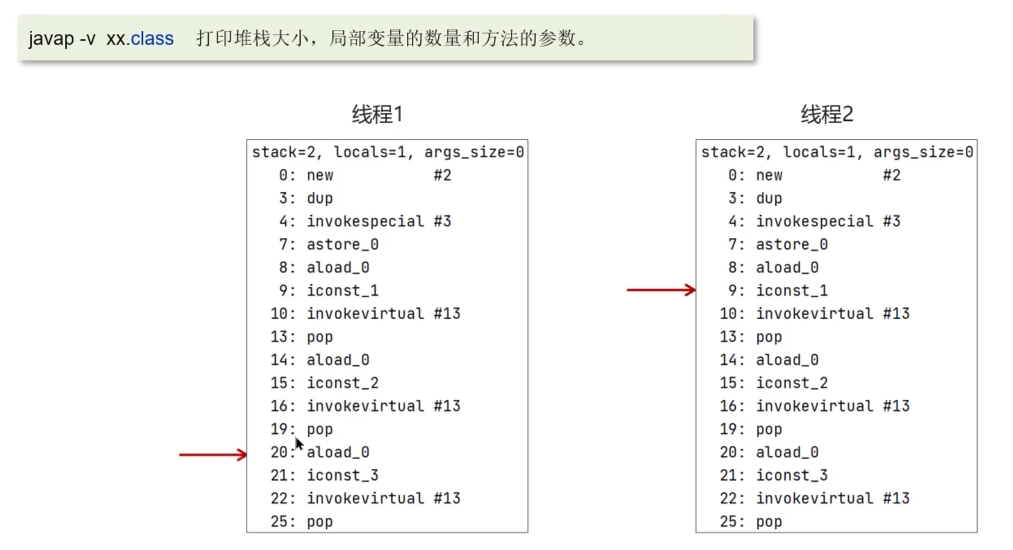 javap -v xx.class 打印堆栈大小，局部变量的数量和方法的参数。
线程1
stack=2, locals=1, args_size=0
0: new #2
3: dup
4: invokespecial #3
7: astore_0
8: aload_0
9: iconst_1
10: invokevirtual #13
13: pop
14: aload_0
15: iconst_2
16: invokevirtual #13
19: pop
20: aload_0
21: iconst_3
22: invokevirtual #13
25: pop
线程2
stack=2, locals=1, args_size=0
0: new #2
3: dup
4: invokespecial #3
7: astore_0
8: aload_0
9: iconst_1
10: invokevirtual #13
13: pop
14: aload_0
15: iconst_2
16: invokevirtual #13
19: pop
20: aload_0
21: iconst_3
22: invokevirtual #13
25: pop